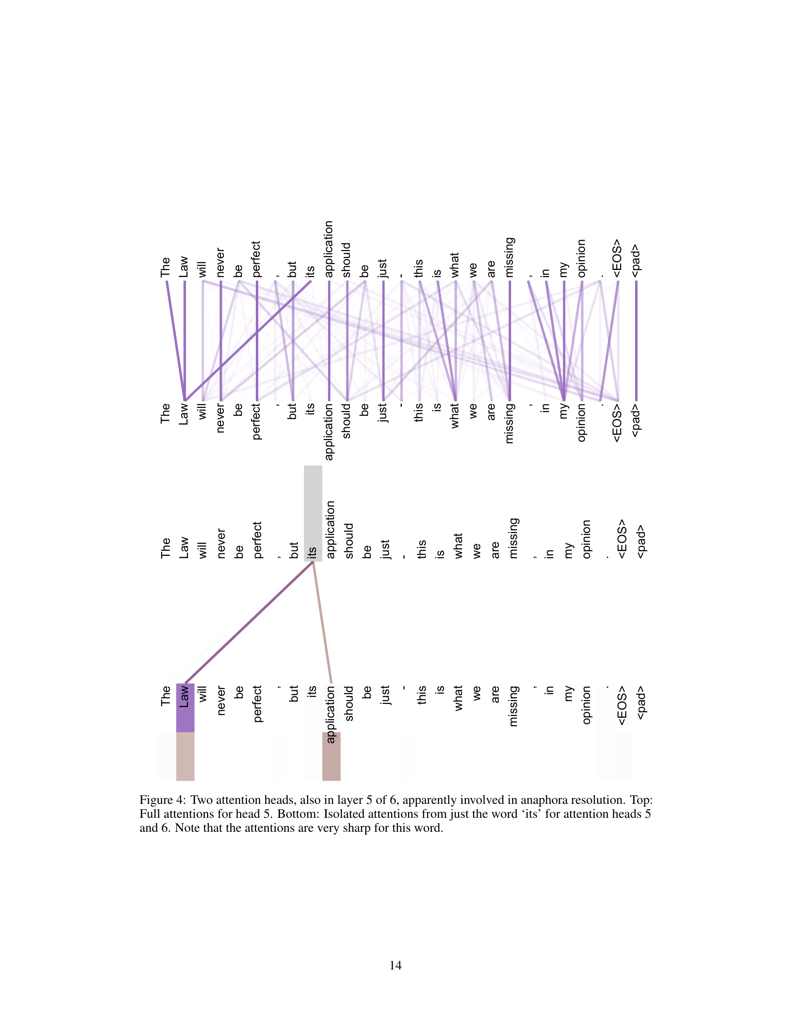 The Law will never be perfect , but its application should be just - this is what we are missing , in my opinion . <EOS> <pad>
The Law will never be perfect , but its application should be just - this is what we are missing , in my opinion . <EOS> <pad>
The Law will never be perfect , but its application should be just - this is what we are missing , in my opinion . <EOS> <pad>
The Law will never be perfect , but its application should be just - this is what we are missing , in my opinion . <EOS> <pad>
Figure 4: Two attention heads, also in layer 5 of 6, apparently involved in anaphora resolution. Top:
Full attentions for head 5. Bottom: Isolated attentions from just the word ‘its’ for attention heads 5
and 6. Note that the attentions are very sharp for this word.
14